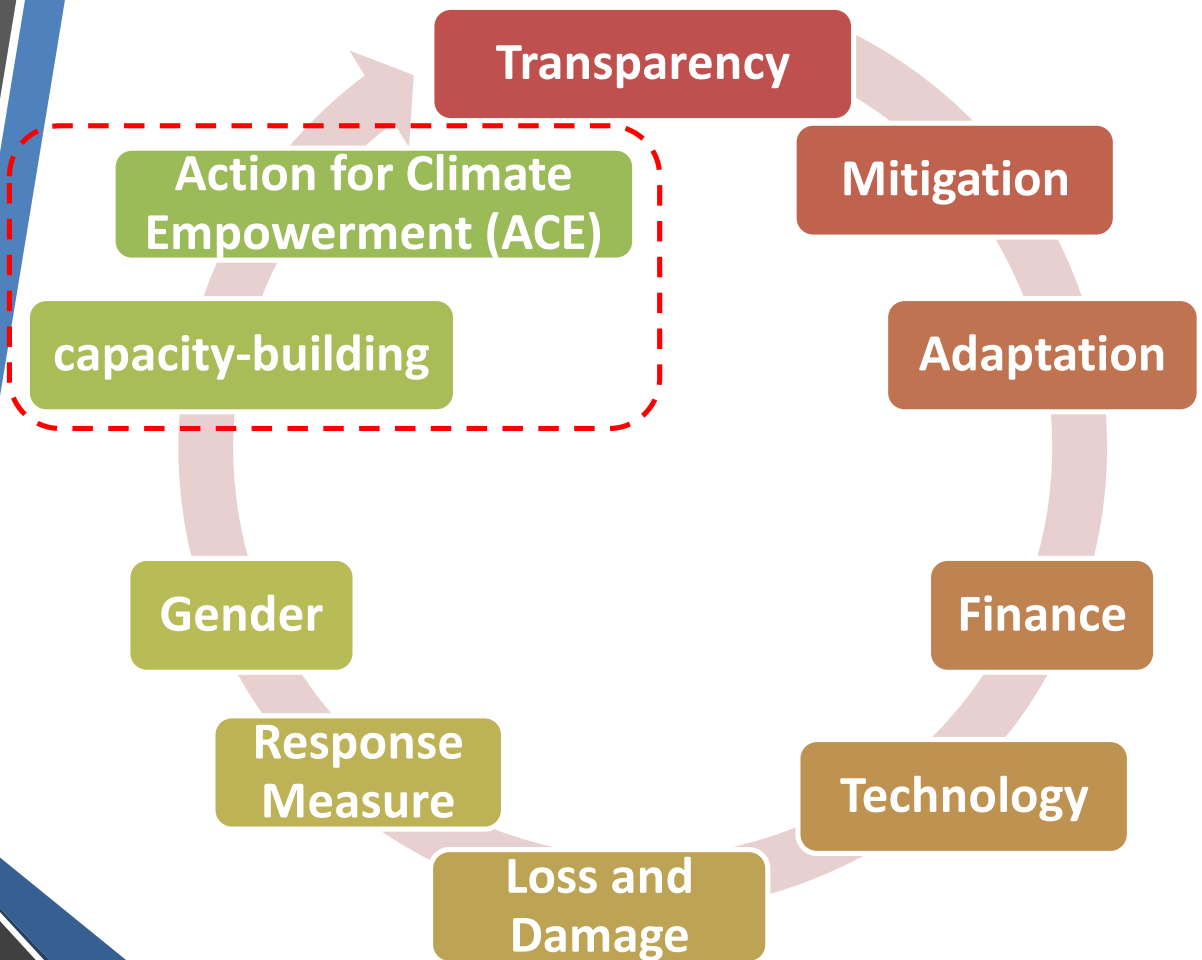 Transparency
Mitigation
Adaptation
Finance
Technology
Loss and
Damage
Response
Measure
Gender
capacity-building
Action for Climate
Empowerment (ACE)